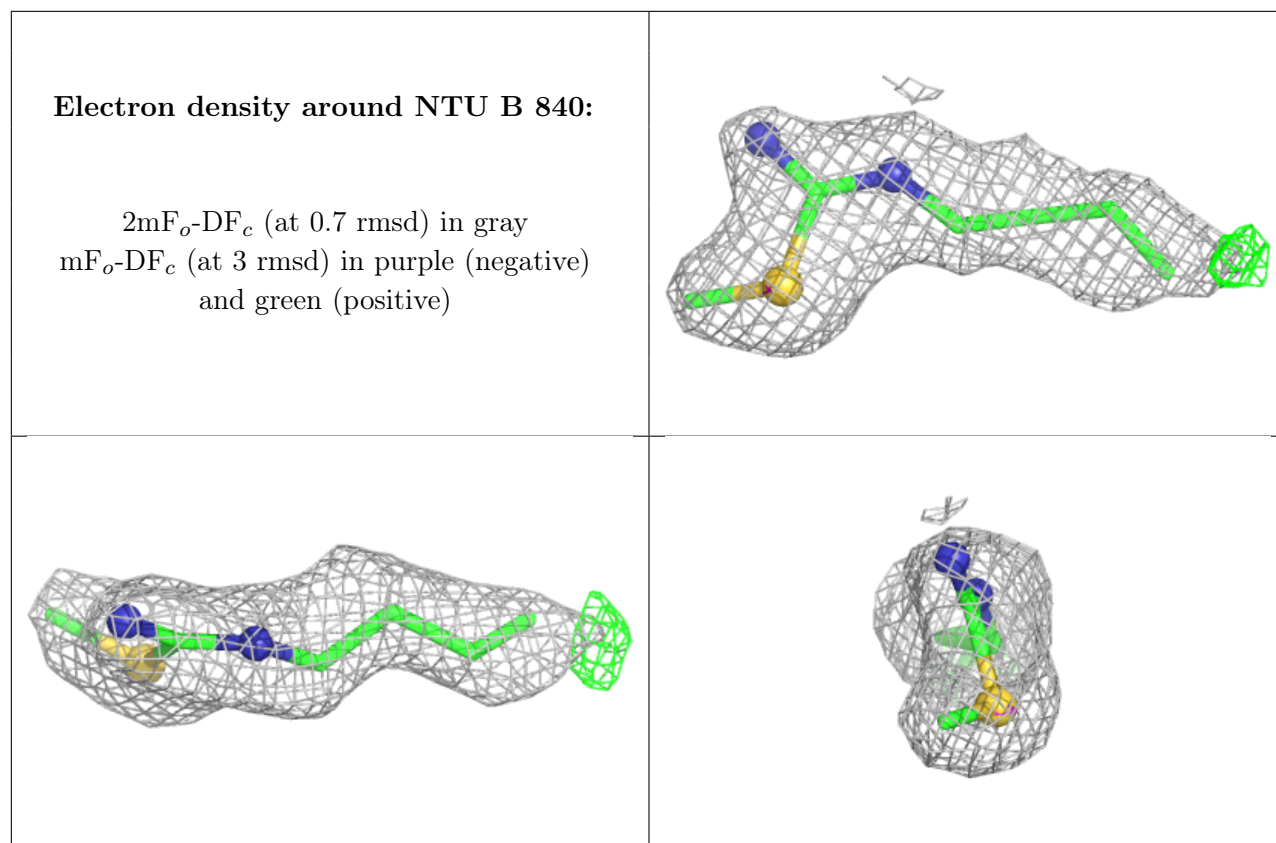 Electron density around NTU B 840:
2mFₒ-DF𝒸 (at 0.7 rmsd) in gray
mFₒ-DF𝒸 (at 3 rmsd) in purple (negative)
and green (positive)